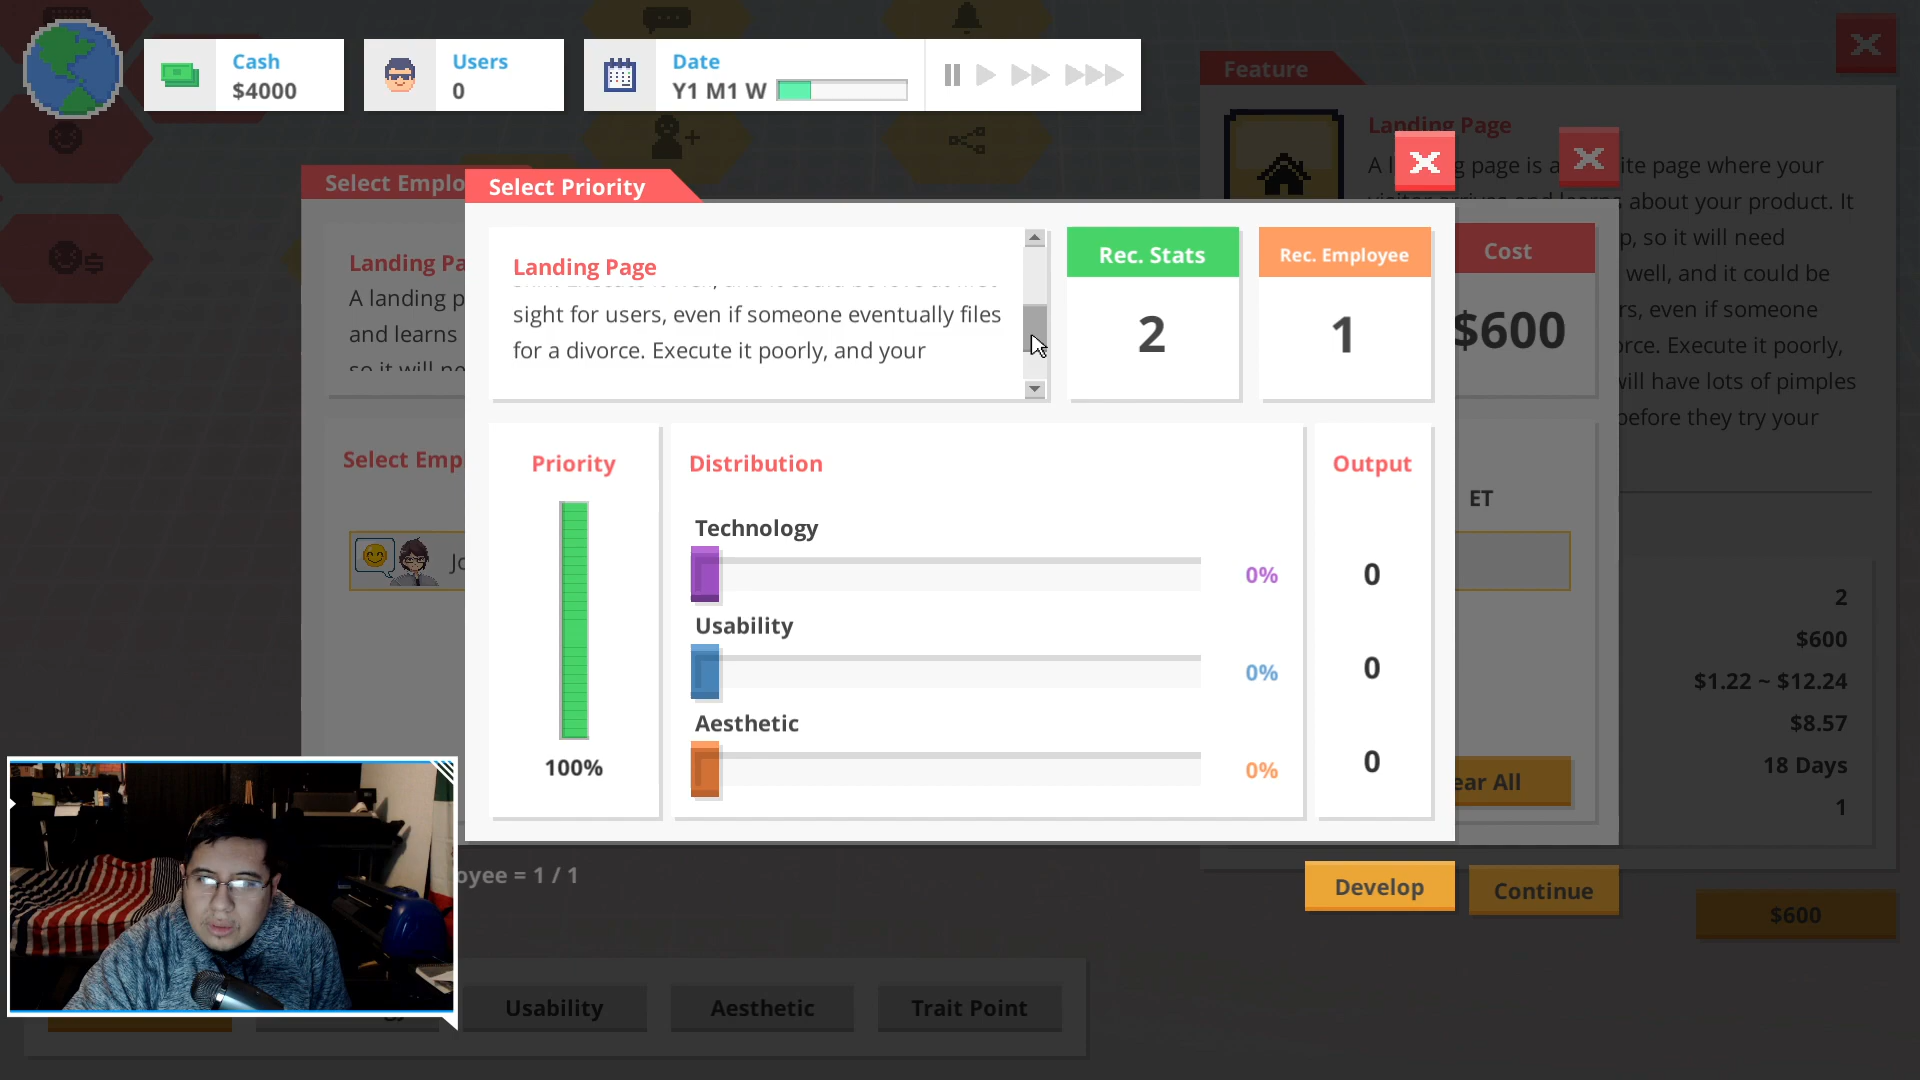 Cash
$4000
Users
0
Date
Y1 M1 W
Feature
Landing Page
Select Emplo
Select Priority
Landing Page
sight for users, even if someone eventually files
for a divorce. Execute it poorly, and your
Rec. Stats
2
Rec. Employee
1
Cost
$600
Landing Pa
A landing p
and learns
so it will ne
Select Emp
Jo
Priority
100%
Distribution
Technology
0%
Usability
0%
Aesthetic
0%
Output
0
0
0
ite page where your
about your product. It
p, so it will need
well, and it could be
rs, even if someone
rce. Execute it poorly,
will have lots of pimples
before they try your
ET
2
$600
$1.22 ~ $12.24
$8.57
18 Days
1
ear All
oyee = 1 / 1
Develop
Continue
$600
Usability
Aesthetic
Trait Point